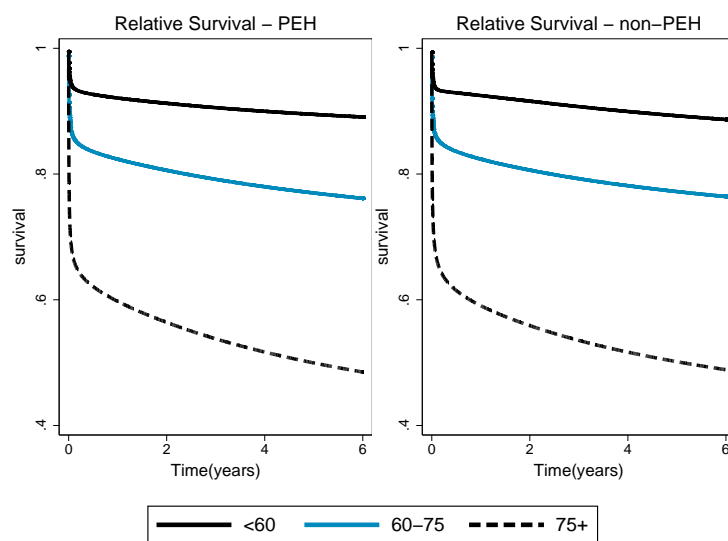 Relative Survival − PEH
Relative Survival − non−PEH
1
.8
.6
.4
survival
0 2 4 6
Time(years)
1
.8
.6
.4
survival
0 2 4 6
Time(years)
<60 60−75 75+